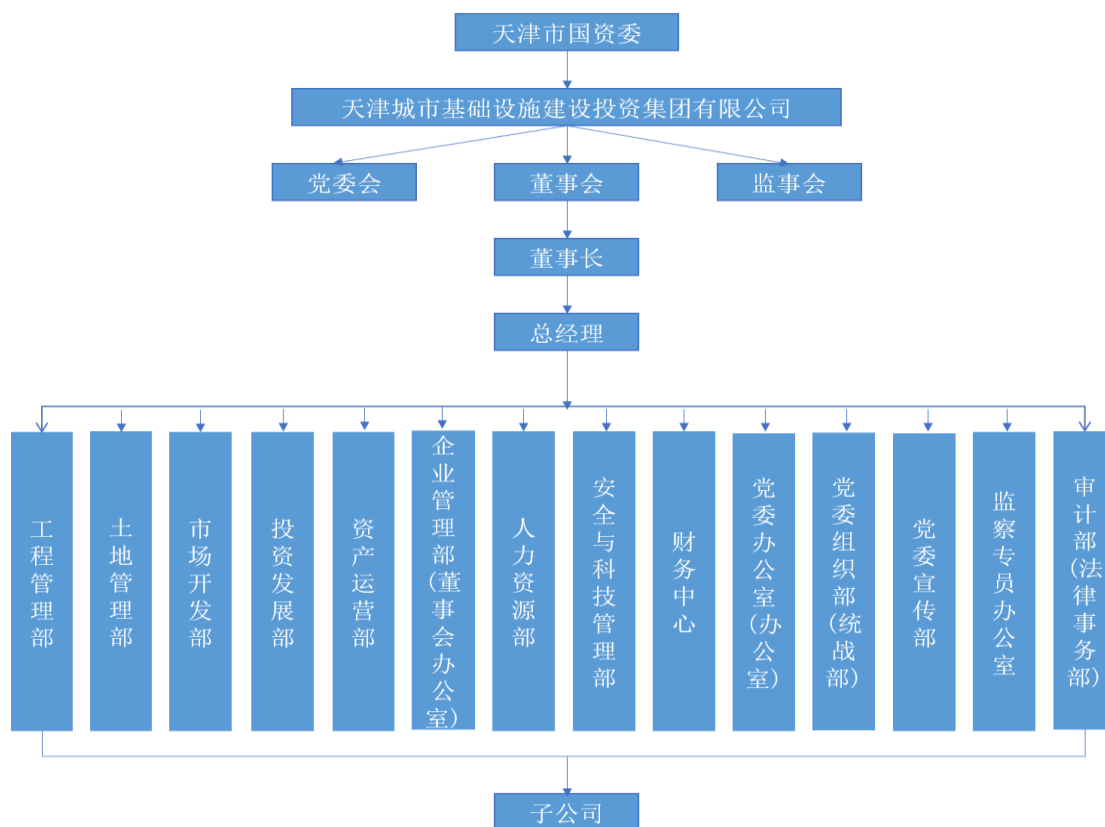 天津市国资委
天津城市基础设施建设投资集团有限公司
党委会
董事会
监事会
董事长
总经理
工程管理部
土地管理部
市场开发部
投资发展部
资产运营部
企业管理部(董事会办公室)
人力资源部
安全与科技管理部
财务中心
党委办公室(办公室)
党委组织部(统战部)
党委宣传部
监察专员办公室
审计部(法律事务部)
子公司